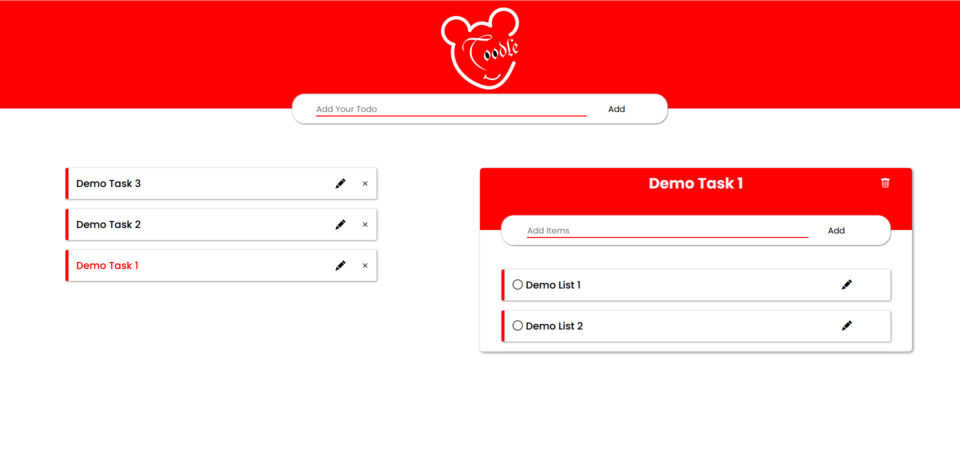 Toodle
Add Your Todo Add
Demo Task 3 ×
Demo Task 2 ×
Demo Task 1 ×
Demo Task 1
Add Items Add
Demo List 1
Demo List 2